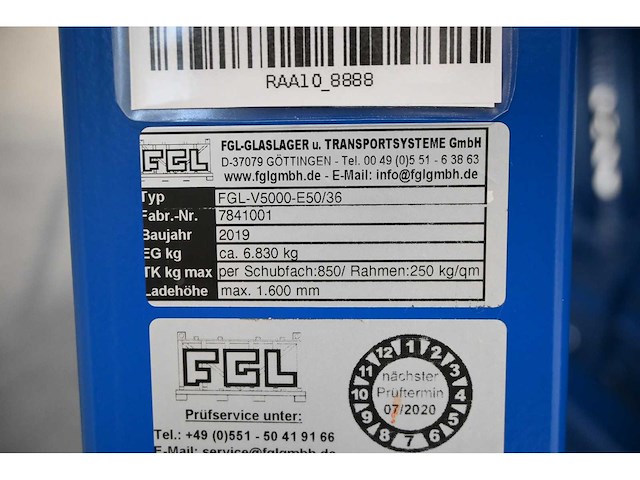 RAA10_8888
FGL
FGL-GLASLAGER u. TRANSPORTSYSTEME GmbH
D-37079 GÖTTINGEN - Tel. 00 49 (0)5 51 - 6 38 63
www.fglgmbh.de - E-Mail: info@fglgmbh.de
Typ FGL-V5000-E50/36
Fabr.-Nr. 7841001
Baujahr 2019
EG kg ca. 6.830 kg
TK kg max per Schubfach:850/ Rahmen:250 kg/qm
Ladehöhe max. 1.600 mm
FGL
Prüfservice unter:
Tel.: +49 (0)551 - 50 41 91 66
E-Mail: service@fglgmbh.de
12 1 2 3 4 5 6 7 8 9 10 11
nächster
Prüftermin
07/2020